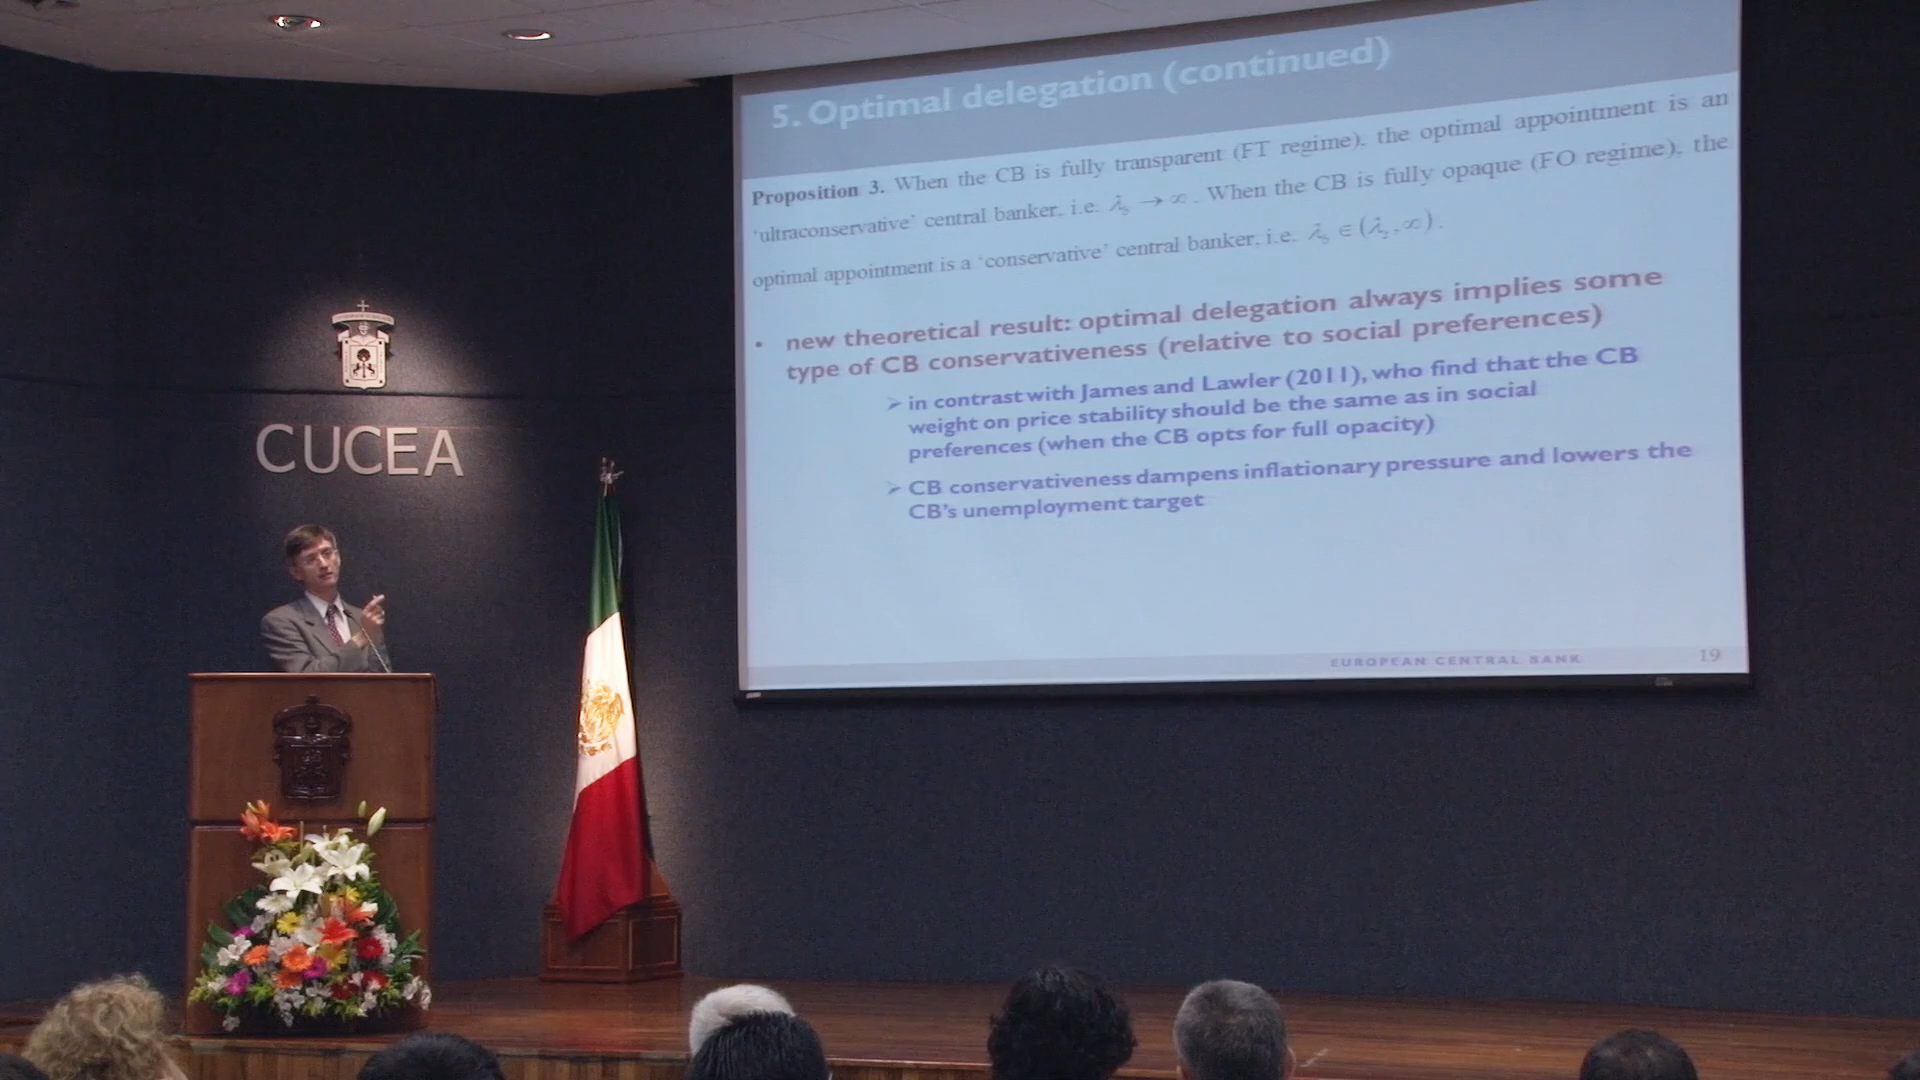 5. Optimal delegation (continued)
Proposition 3. When the CB is fully transparent (FT regime), the optimal appointment is an
'ultraconservative' central banker, i.e. λ₅ → ∞. When the CB is fully opaque (FO regime), the
optimal appointment is a 'conservative' central banker, i.e.
• new theoretical result: optimal delegation always implies some
type of CB conservativeness (relative to social preferences)
➢ in contrast with James and Lawler (2011), who find that the CB
weight on price stability should be the same as in social
preferences (when the CB opts for full opacity)
➢ CB conservativeness dampens inflationary pressure and lowers the
CB's unemployment target
EUROPEAN CENTRAL BANK 19
CUCEA